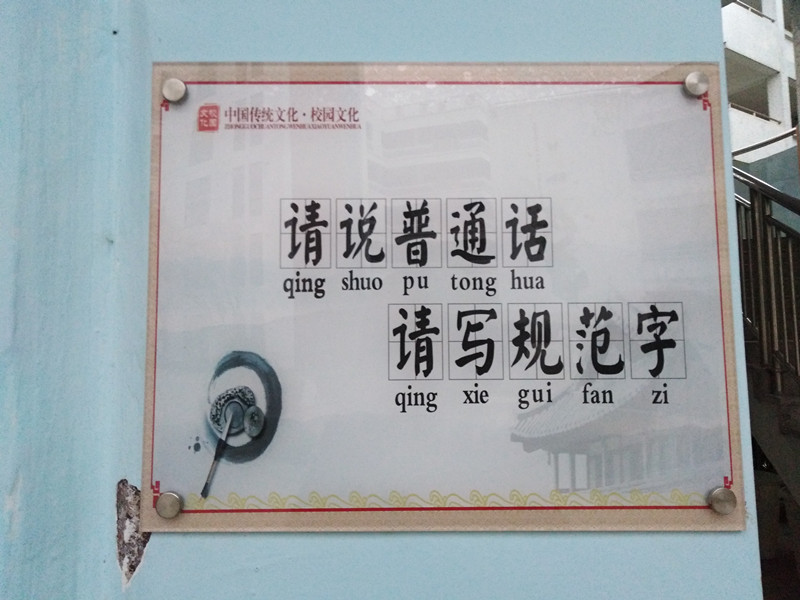 中国传统文化·校园文化
ZHONGGUOCHUANTONGWENHUAXIAOYUANWENHUA
请说普通话
qing shuo pu tong hua
请写规范字
qing xie gui fan zi